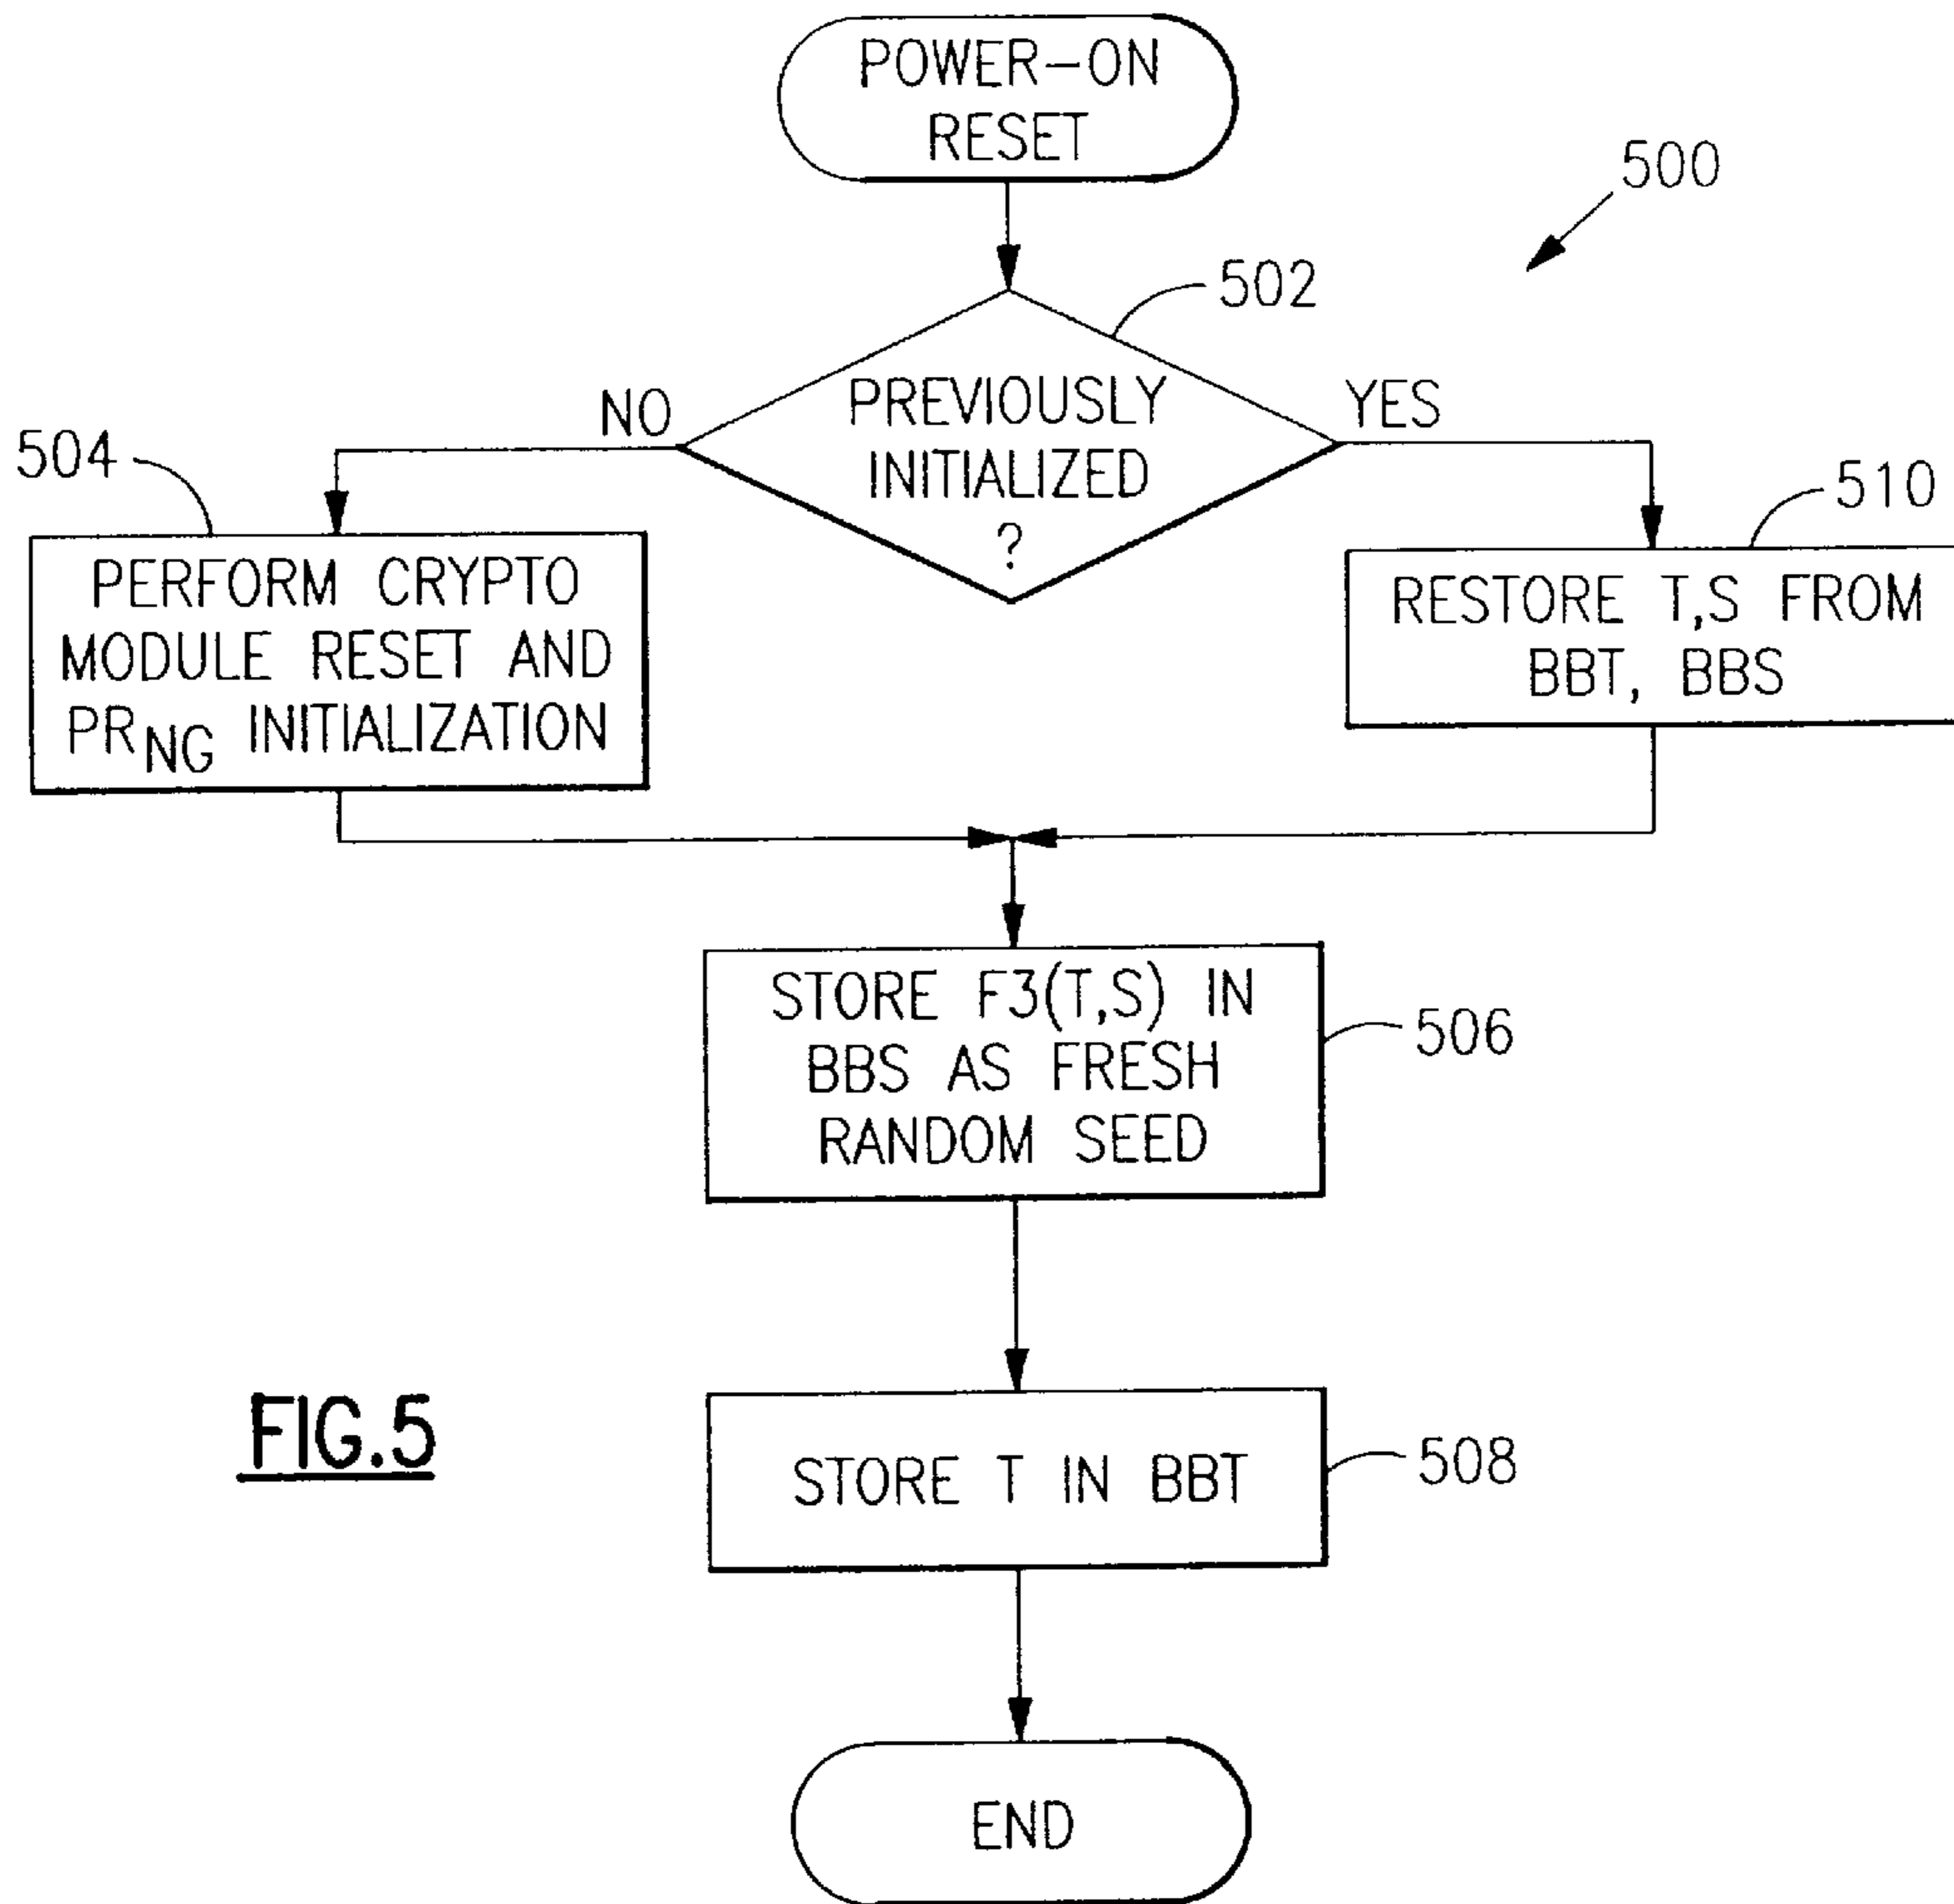 POWER-ON
RESET
500
502
PREVIOUSLY
INITIALIZED
?
NO
YES
504
PERFORM CRYPTO
MODULE RESET AND
PRNG INITIALIZATION
510
RESTORE T,S FROM
BBT, BBS
STORE F3(T,S) IN
BBS AS FRESH
RANDOM SEED
506
STORE T IN BBT
508
FIG.5
END